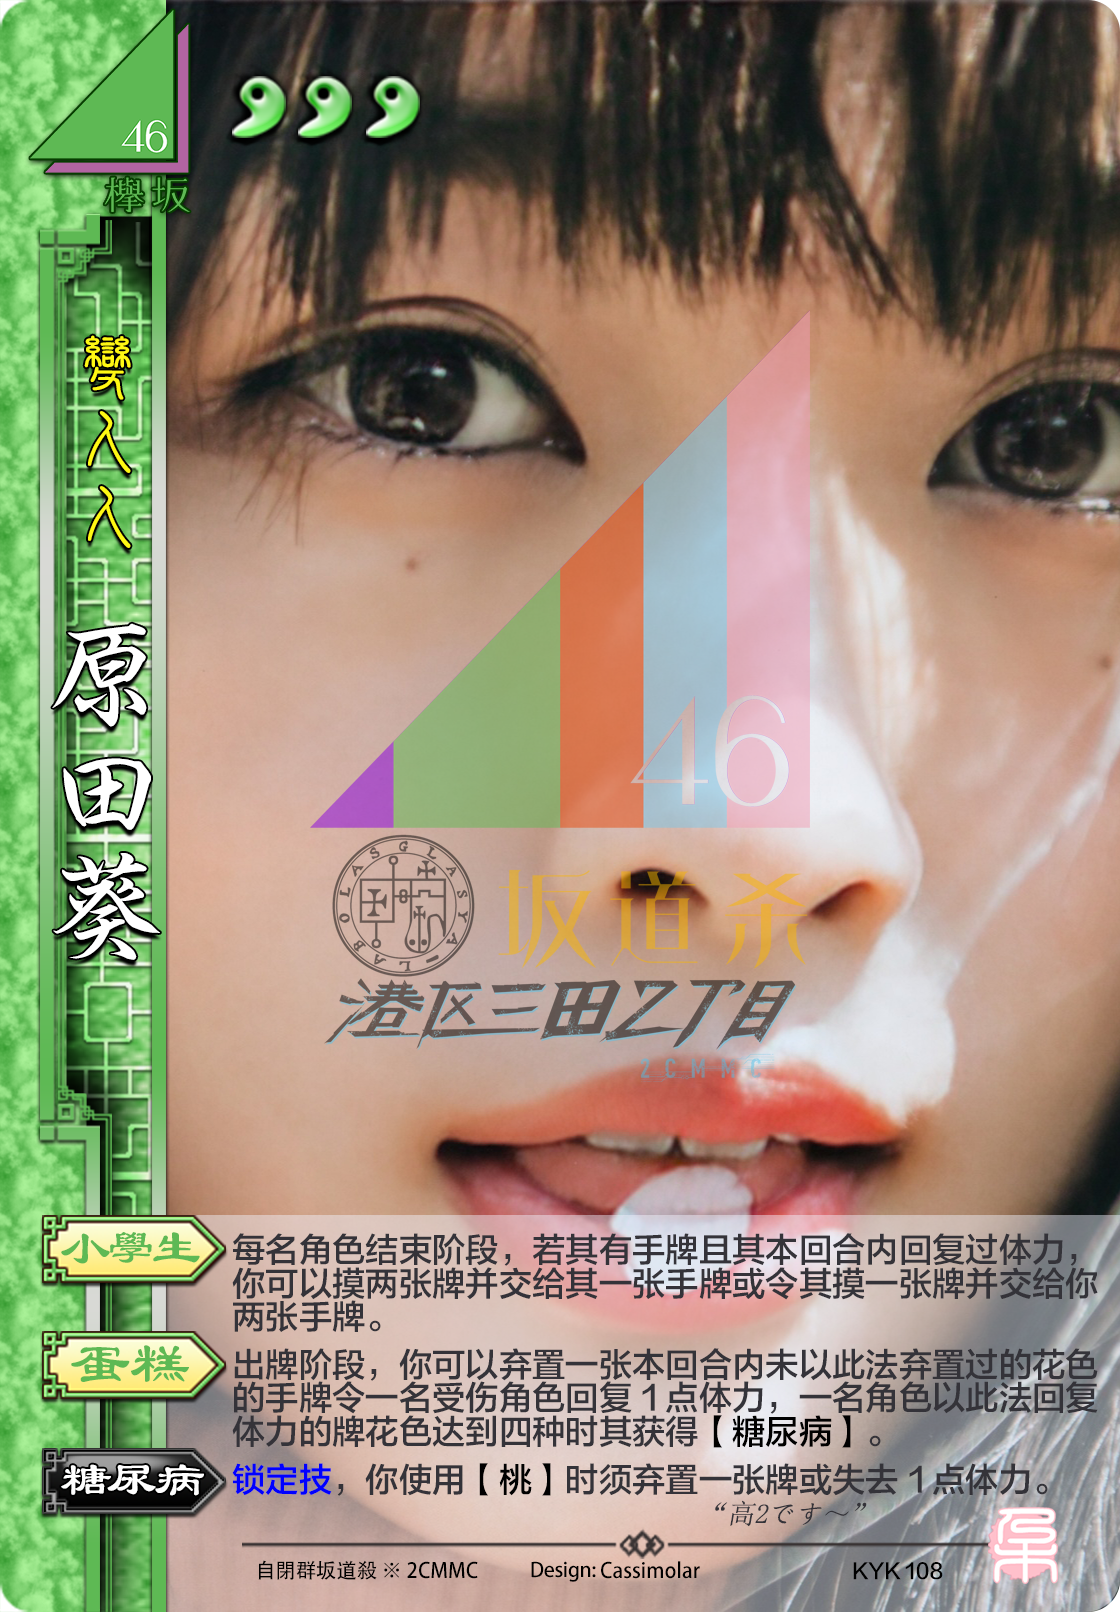 46
欅坂
變人人
原田葵
46
GLASYA-LABOLAS
坂道杀
港区三田2丁目
2CMMC
小學生
每名角色结束阶段，若其有手牌且其本回合内回复过体力，
你可以摸两张牌并交给其一张手牌或令其摸一张牌并交给你
两张手牌。
蛋糕
出牌阶段，你可以弃置一张本回合内未以此法弃置过的花色
的手牌令一名受伤角色回复1点体力，一名角色以此法回复
体力的牌花色达到四种时其获得【糖尿病】。
糖尿病
锁定技，你使用【桃】时须弃置一张牌或失去1点体力。
“高2です～”
自閉群坂道殺 ※ 2CMMC
Design: Cassimolar
KYK 108